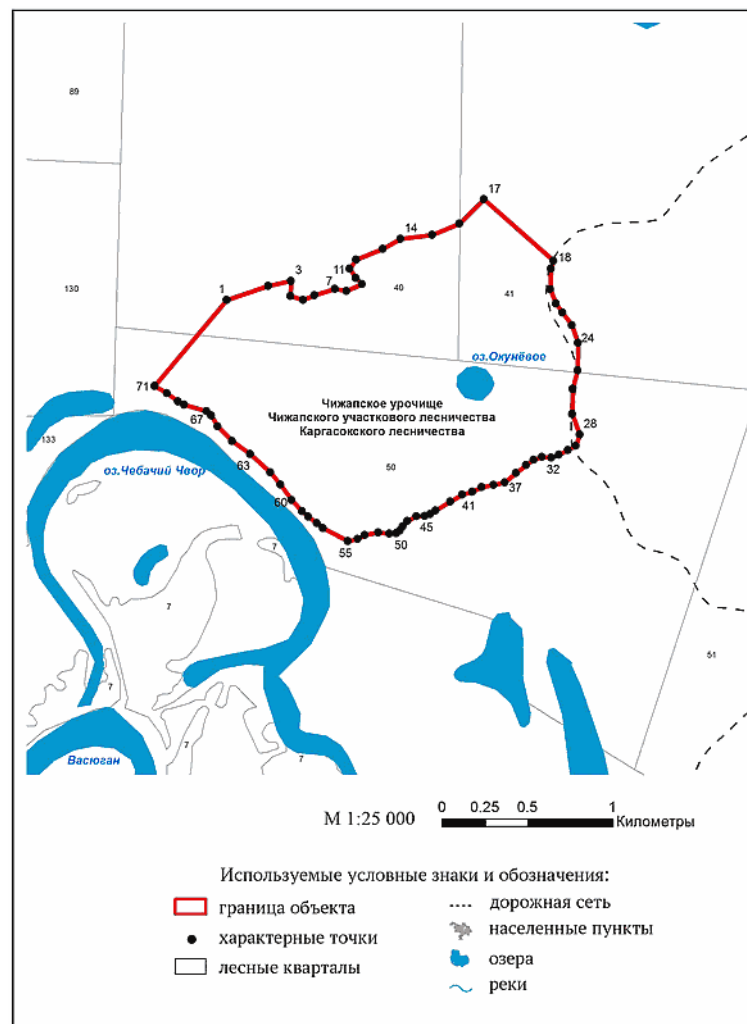 89
17
14
18
11
3
1
7
130
40
41
24
оз.Окунёвое
71
Чижапское урочище
Чижапского участкового лесничества
Каргасокского лесничества
67
28
133
оз.Чебачий Чвор
63
50
32
37
60
41
45
50
55
7
7
51
7
7
7
Васюган
М 1:25 000
0 0.25 0.5 1
Километры
Используемые условные знаки и обозначения:
граница объекта
дорожная сеть
характерные точки
населенные пункты
лесные кварталы
озера
реки